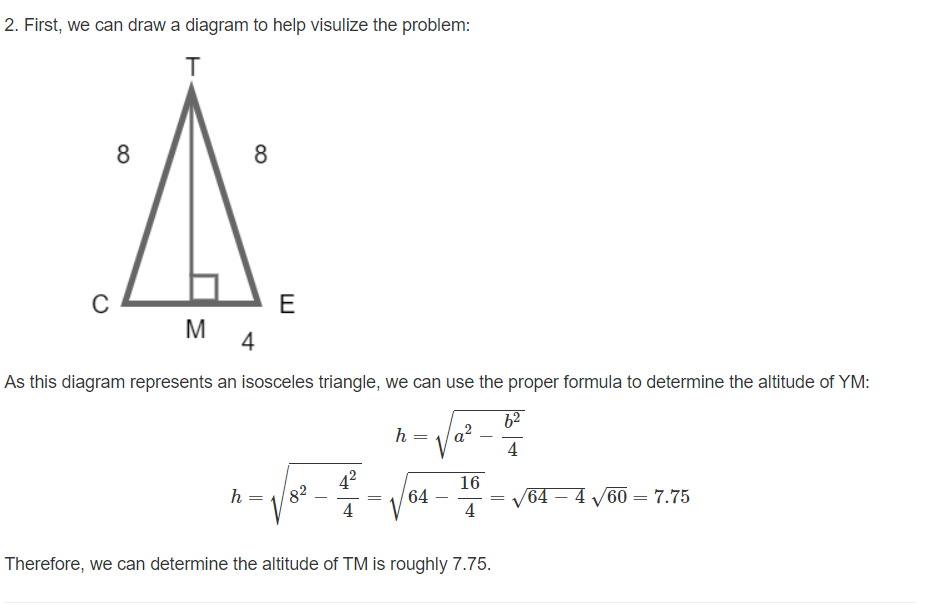 2. First, we can draw a diagram to help visulize the problem:
T
8 8
C E
M 4
As this diagram represents an isosceles triangle, we can use the proper formula to determine the altitude of YM:
h = √(a² − b²/4)
h = √(8² − 4²/4) = √(64 − 16/4) = √(64 − 4) √60 = 7.75
Therefore, we can determine the altitude of TM is roughly 7.75.